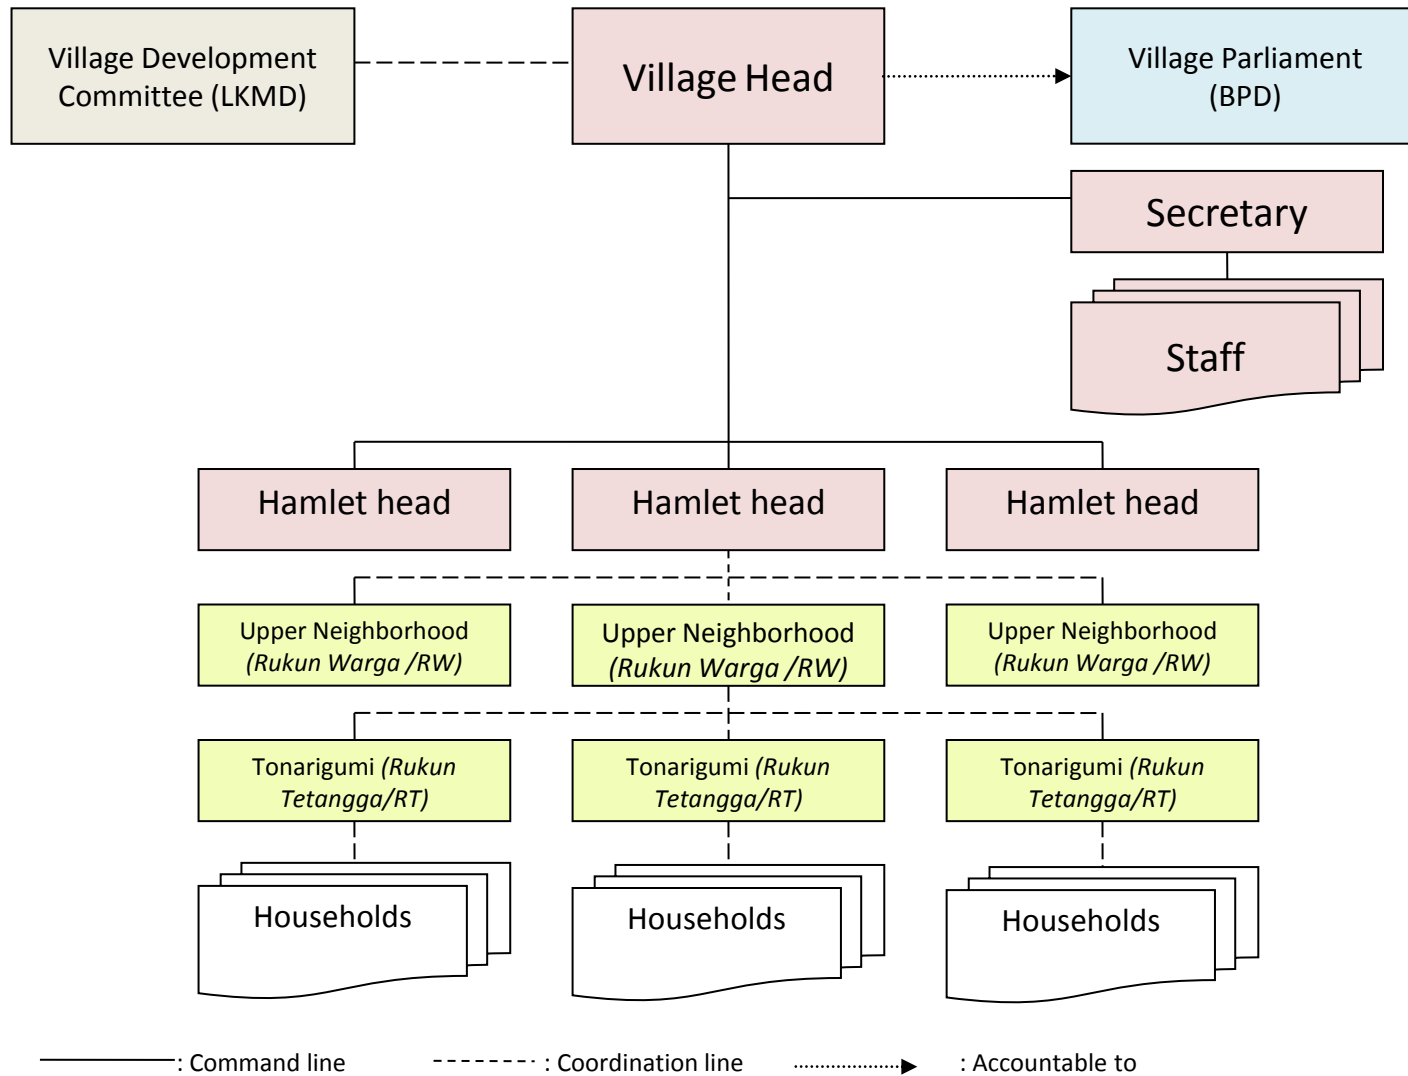 Village Development
Committee (LKMD)
Village Head
Village Parliament
(BPD)
Secretary
Staff
Hamlet head
Hamlet head
Hamlet head
Upper Neighborhood
(Rukun Warga /RW)
Upper Neighborhood
(Rukun Warga /RW)
Upper Neighborhood
(Rukun Warga /RW)
Tonarigumi (Rukun
Tetangga/RT)
Tonarigumi (Rukun
Tetangga/RT)
Tonarigumi (Rukun
Tetangga/RT)
Households
Households
Households
: Command line
: Coordination line
: Accountable to